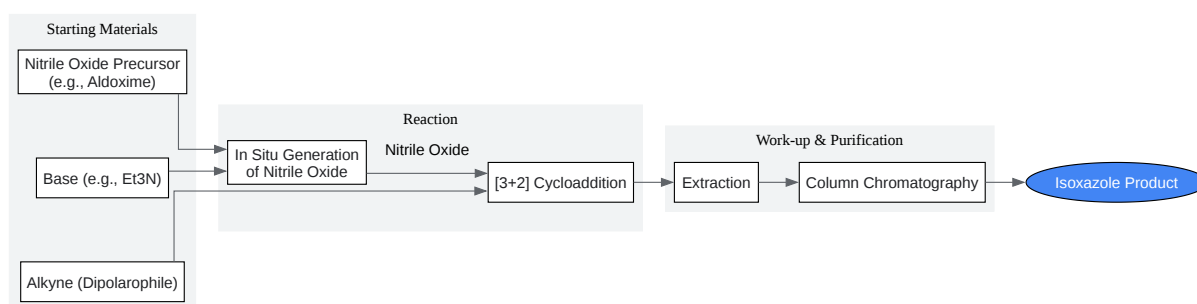 Starting Materials
Nitrile Oxide Precursor
(e.g., Aldoxime)
Base (e.g., Et3N)
Alkyne (Dipolarophile)
Reaction
In Situ Generation
of Nitrile Oxide
Nitrile Oxide
[3+2] Cycloaddition
Work-up & Purification
Extraction
Column Chromatography
Isoxazole Product